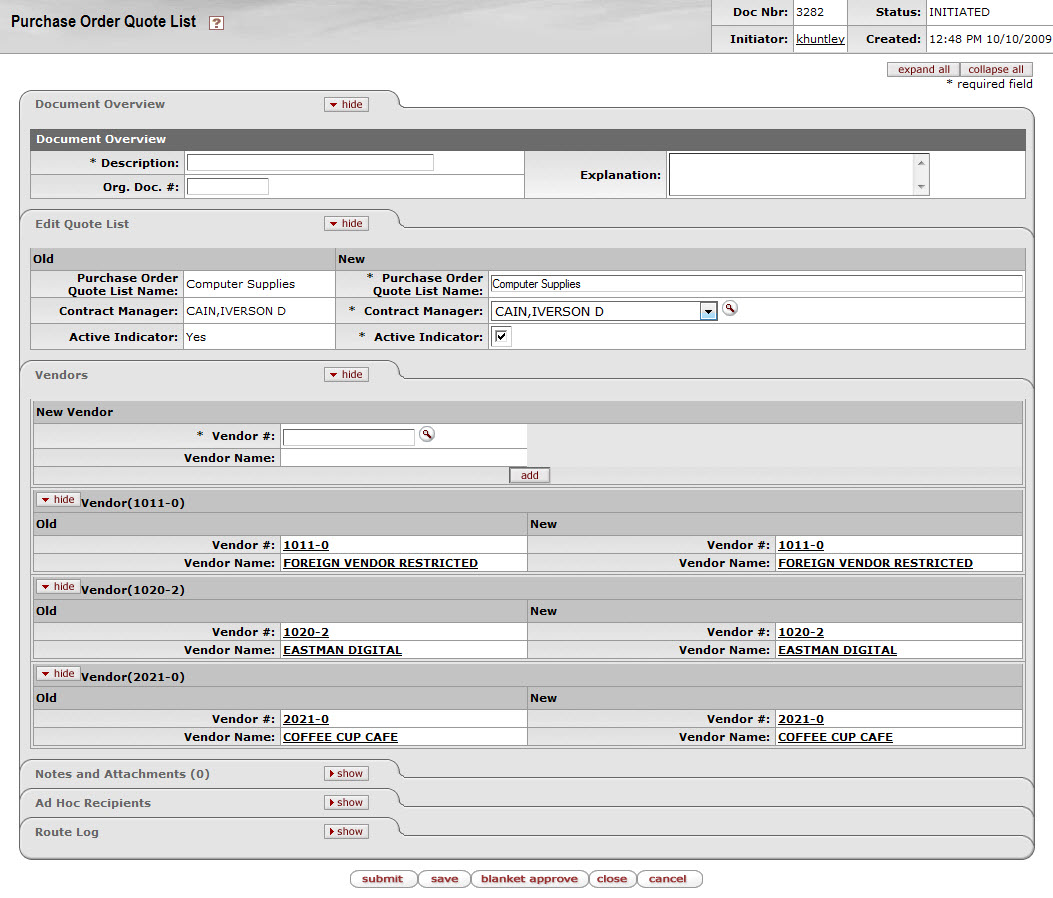 Purchase Order Quote List ?
Doc Nbr: 3282 Status: INITIATED
Initiator: khuntley Created: 12:48 PM 10/10/2009
expand all collapse all
* required field
Document Overview hide
Document Overview
* Description:
Explanation:
Org. Doc. #:
Edit Quote List hide
Old New
Purchase Order Quote List Name: Computer Supplies * Purchase Order Quote List Name: Computer Supplies
Contract Manager: CAIN,IVERSON D * Contract Manager: CAIN,IVERSON D
Active Indicator: Yes * Active Indicator:
Vendors hide
New Vendor
* Vendor #:
Vendor Name:
add
hide Vendor(1011-0)
Old New
Vendor #: 1011-0 Vendor #: 1011-0
Vendor Name: FOREIGN VENDOR RESTRICTED Vendor Name: FOREIGN VENDOR RESTRICTED
hide Vendor(1020-2)
Old New
Vendor #: 1020-2 Vendor #: 1020-2
Vendor Name: EASTMAN DIGITAL Vendor Name: EASTMAN DIGITAL
hide Vendor(2021-0)
Old New
Vendor #: 2021-0 Vendor #: 2021-0
Vendor Name: COFFEE CUP CAFE Vendor Name: COFFEE CUP CAFE
Notes and Attachments (0) show
Ad Hoc Recipients show
Route Log show
submit save blanket approve close cancel